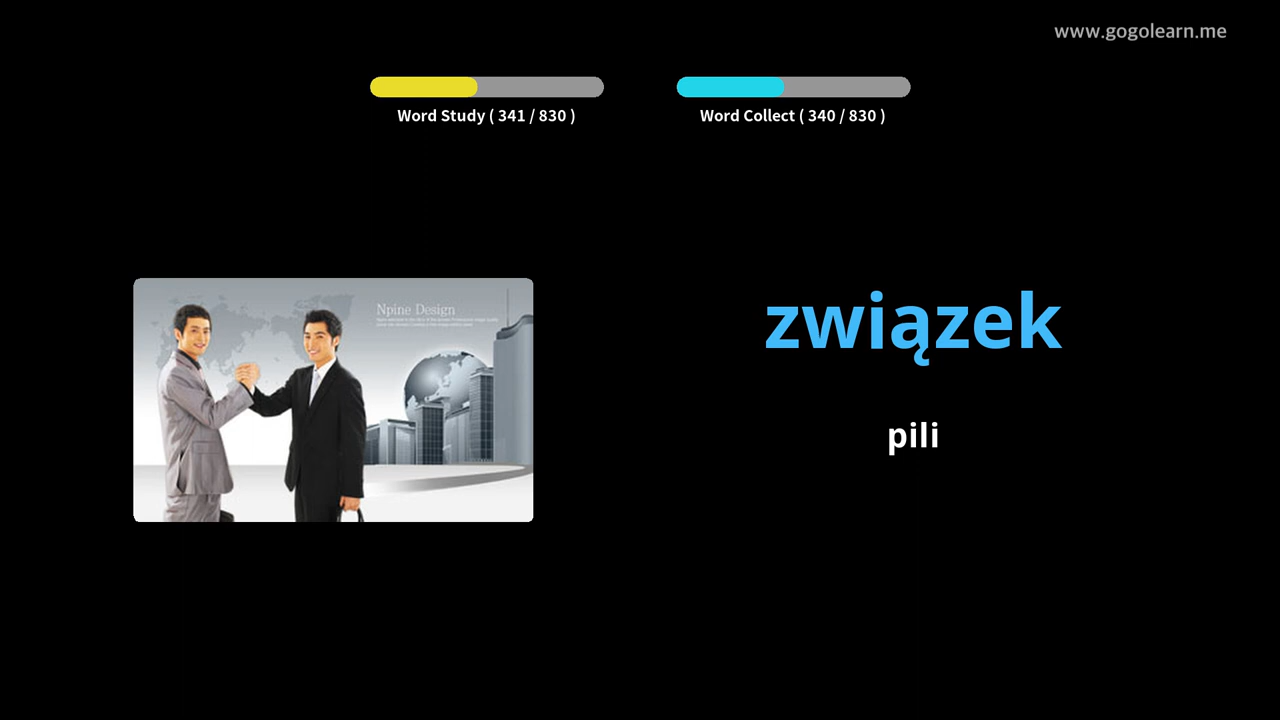 www.gogolearn.me
Word Study ( 341 / 830 )
Word Collect ( 340 / 830 )
Npine Design
związek
pili